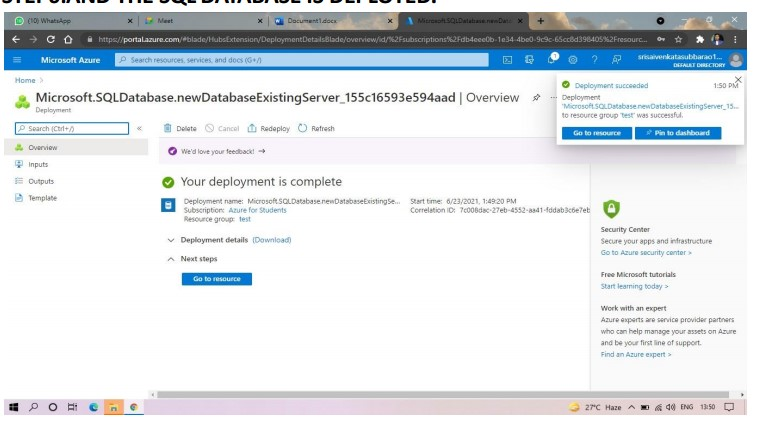 STEP6:AND THE SQL DATABASE IS DEPLOYED:
(10) WhatsApp
Meet
Document1.docx
Microsoft.SQLDatabase.newDatab
https://portal.azure.com/#blade/HubsExtension/DeploymentDetailsBlade/overview/id/%2Fsubscriptions%2Fdb4eee0b-1e34-4be0-9c9c-65cc8d398405%2Fresourc...
Microsoft Azure
Search resources, services, and docs (G+/)
1
srisaivenkatasubbarao1...
DEFAULT DIRECTORY
Home >
Microsoft.SQLDatabase.newDatabaseExistingServer_155c16593e594aad | Overview
Deployment
Deployment succeeded 1:50 PM
Deployment
'Microsoft.SQLDatabase.newDatabaseExistingServer_15...
to resource group 'test' was successful.
Go to resource
Pin to dashboard
Search (Ctrl+/)
Delete Cancel Redeploy Refresh
Overview
Inputs
Outputs
Template
We'd love your feedback! →
Your deployment is complete
Deployment name: Microsoft.SQLDatabase.newDatabaseExistingSe...
Subscription: Azure for Students
Resource group: test
Start time: 6/23/2021, 1:49:20 PM
Correlation ID: 7c008dac-27eb-4552-aa41-fddab3c6e7eb
Deployment details (Download)
Next steps
Go to resource
Security Center
Secure your apps and infrastructure
Go to Azure security center >
Free Microsoft tutorials
Start learning today >
Work with an expert
Azure experts are service provider partners
who can help manage your assets on Azure
and be your first line of support.
Find an Azure expert >
27°C Haze
ENG
13:50